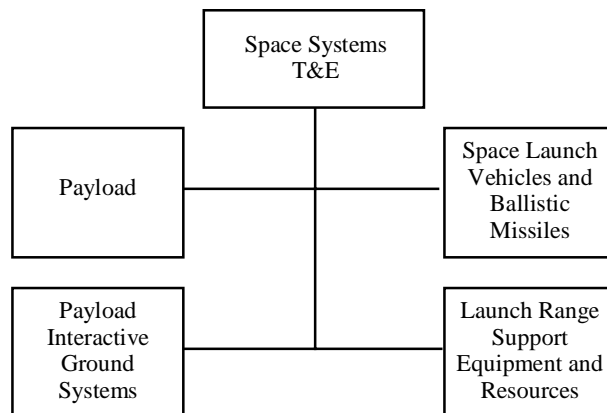 Space Systems
T&E
Payload
Space Launch
Vehicles and
Ballistic
Missiles
Payload
Interactive
Ground
Systems
Launch Range
Support
Equipment and
Resources